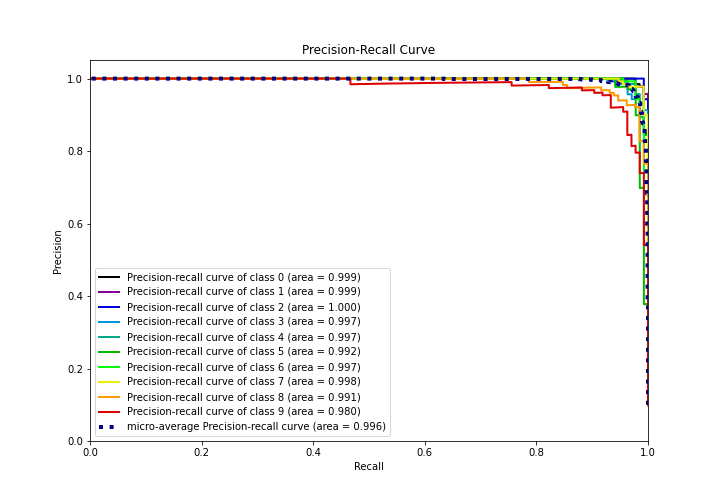 Precision-Recall Curve
1.0
0.8
0.6
0.4
0.2
0.0
Precision
Precision-recall curve of class 0 (area = 0.999)
Precision-recall curve of class 1 (area = 0.999)
Precision-recall curve of class 2 (area = 1.000)
Precision-recall curve of class 3 (area = 0.997)
Precision-recall curve of class 4 (area = 0.997)
Precision-recall curve of class 5 (area = 0.992)
Precision-recall curve of class 6 (area = 0.997)
Precision-recall curve of class 7 (area = 0.998)
Precision-recall curve of class 8 (area = 0.991)
Precision-recall curve of class 9 (area = 0.980)
micro-average Precision-recall curve (area = 0.996)
0.0 0.2 0.4 0.6 0.8 1.0
Recall